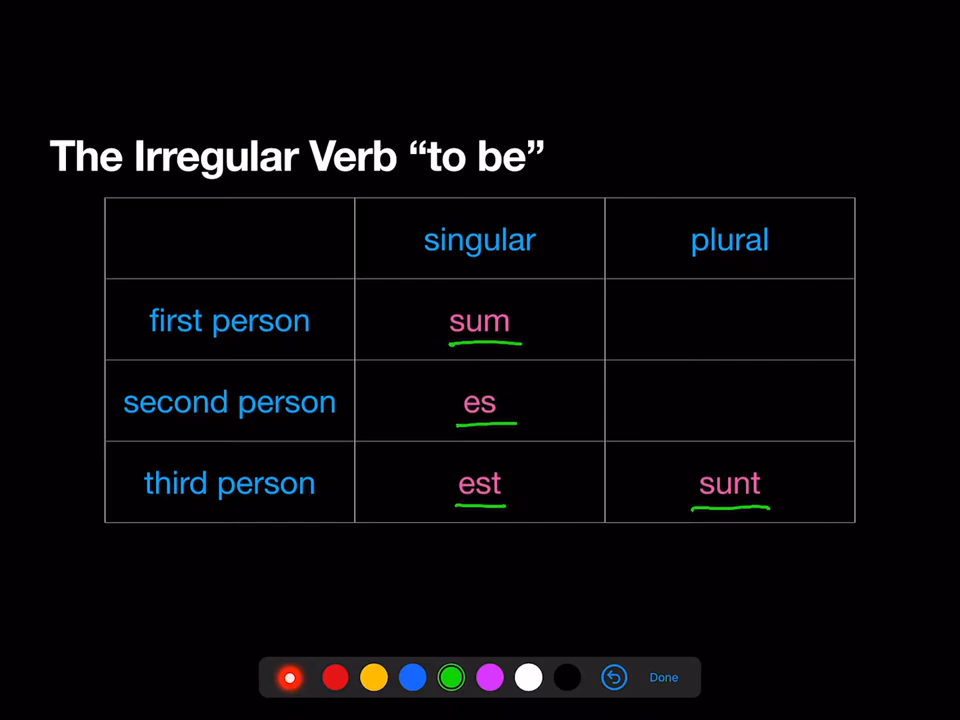 The Irregular Verb “to be”
singular plural
first person sum
second person es
third person est sunt
Done